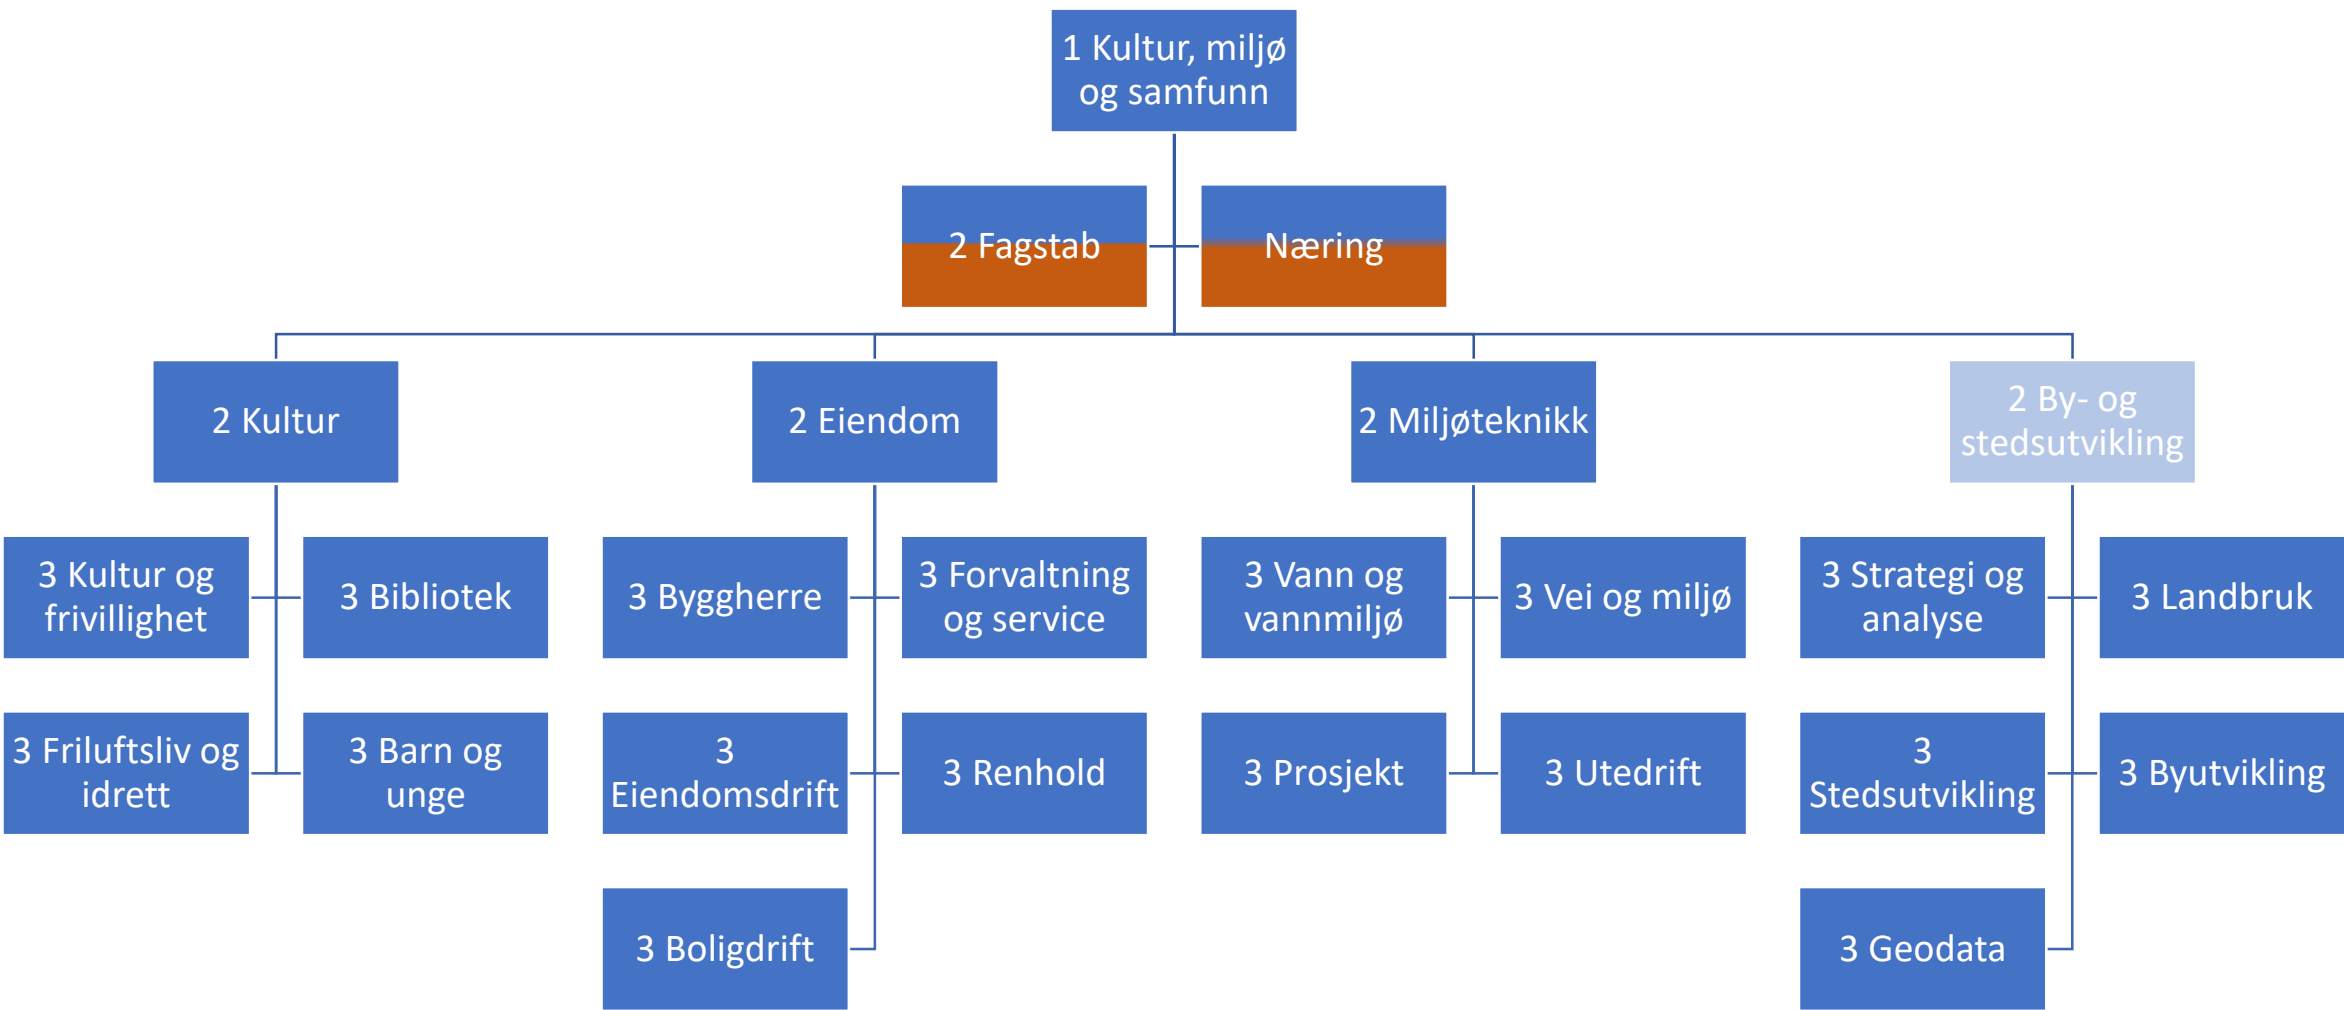 1 Kultur, miljø
og samfunn
2 Fagstab
Næring
2 Kultur
2 Eiendom
2 Miljøteknikk
2 By- og
stedsutvikling
3 Kultur og
frivillighet
3 Bibliotek
3 Byggherre
3 Forvaltning
og service
3 Vann og
vannmiljø
3 Vei og miljø
3 Strategi og
analyse
3 Landbruk
3 Friluftsliv og
idrett
3 Barn og
unge
3
Eiendomsdrift
3 Renhold
3 Prosjekt
3 Utedrift
3
Stedsutvikling
3 Byutvikling
3 Boligdrift
3 Geodata